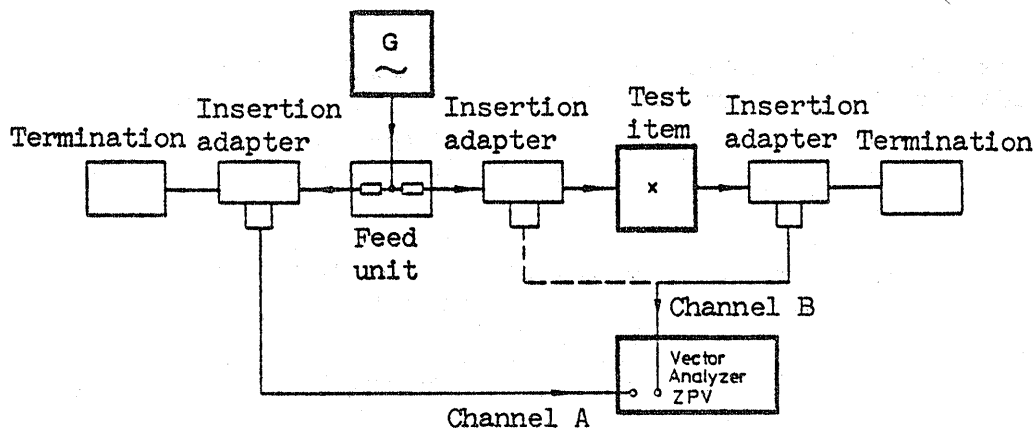 G
~
Termination
Insertion
adapter
Feed
unit
Insertion
adapter
Test
item
x
Insertion
adapter
Termination
Channel B
Vector
Analyzer
ZPV
Channel A